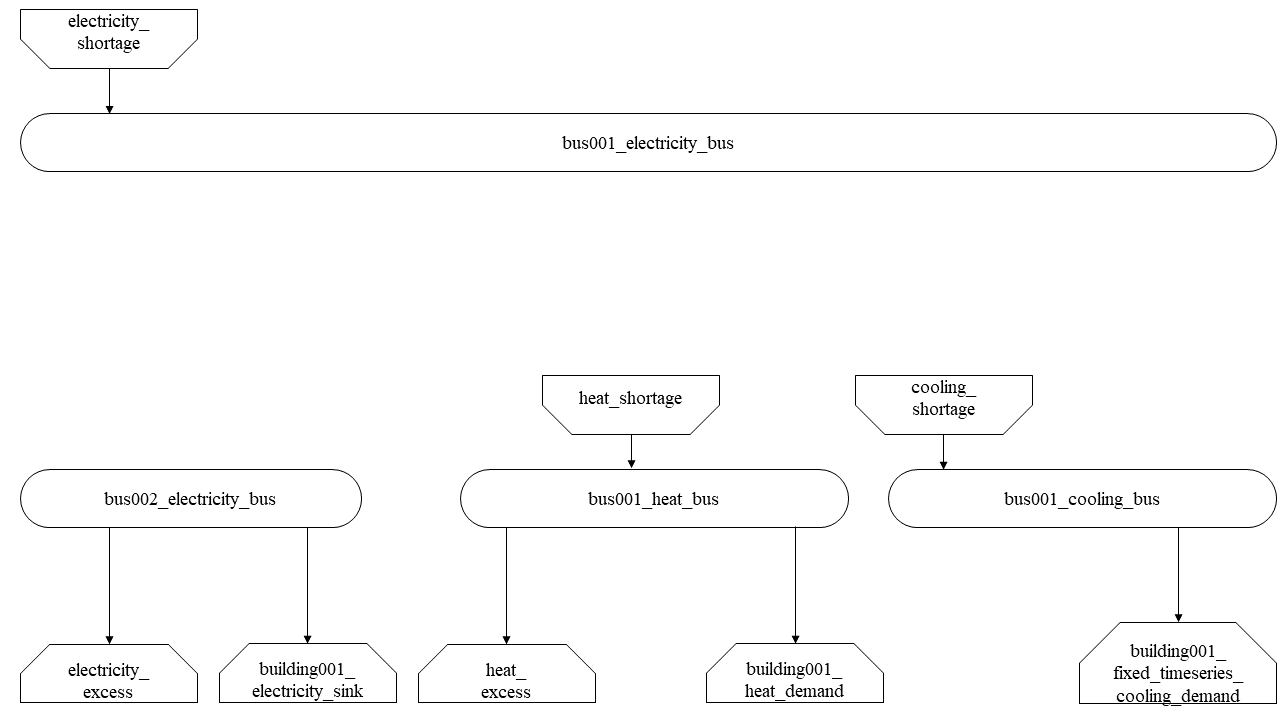 electricity_
shortage
bus001_electricity_bus
heat_shortage
cooling_
shortage
bus002_electricity_bus
bus001_heat_bus
bus001_cooling_bus
electricity_
excess
building001_
electricity_sink
heat_
excess
building001_
heat_demand
building001_
fixed_timeseries_
cooling_demand